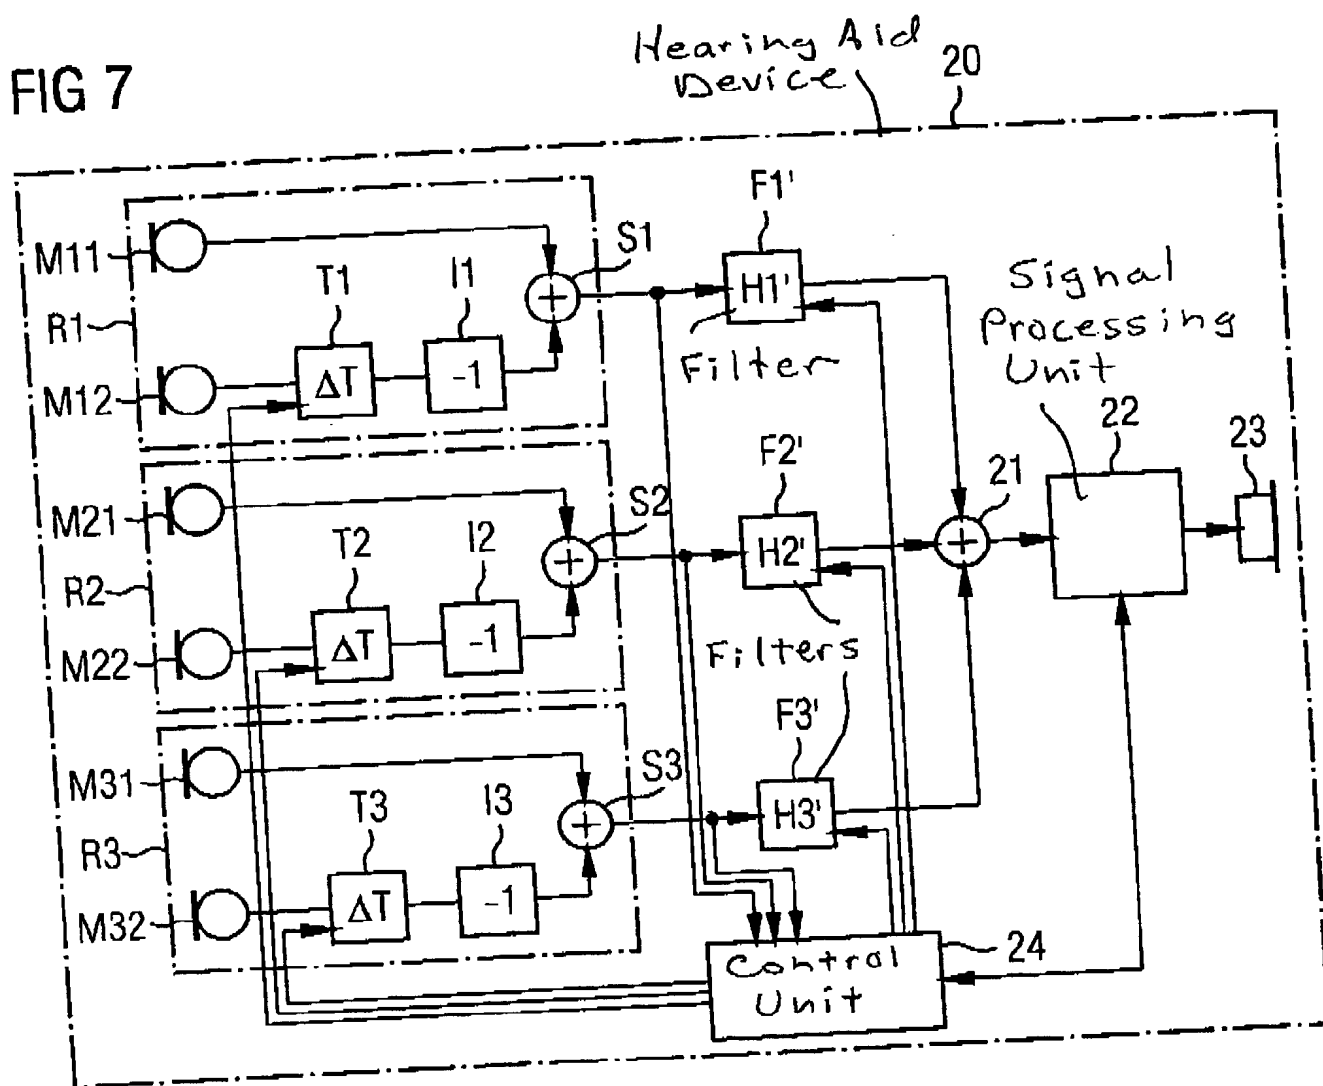 FIG 7
Hearing Aid
Device
20
F1'
M11
S1
T1
I1
H1'
Signal
Processing
Unit
R1
Filter
ΔT
-1
M12
22
23
F2'
21
M21
S2
T2
I2
H2'
R2
ΔT
-1
Filters
M22
F3'
M31
S3
T3
I3
H3'
R3
ΔT
-1
M32
24
Control
Unit